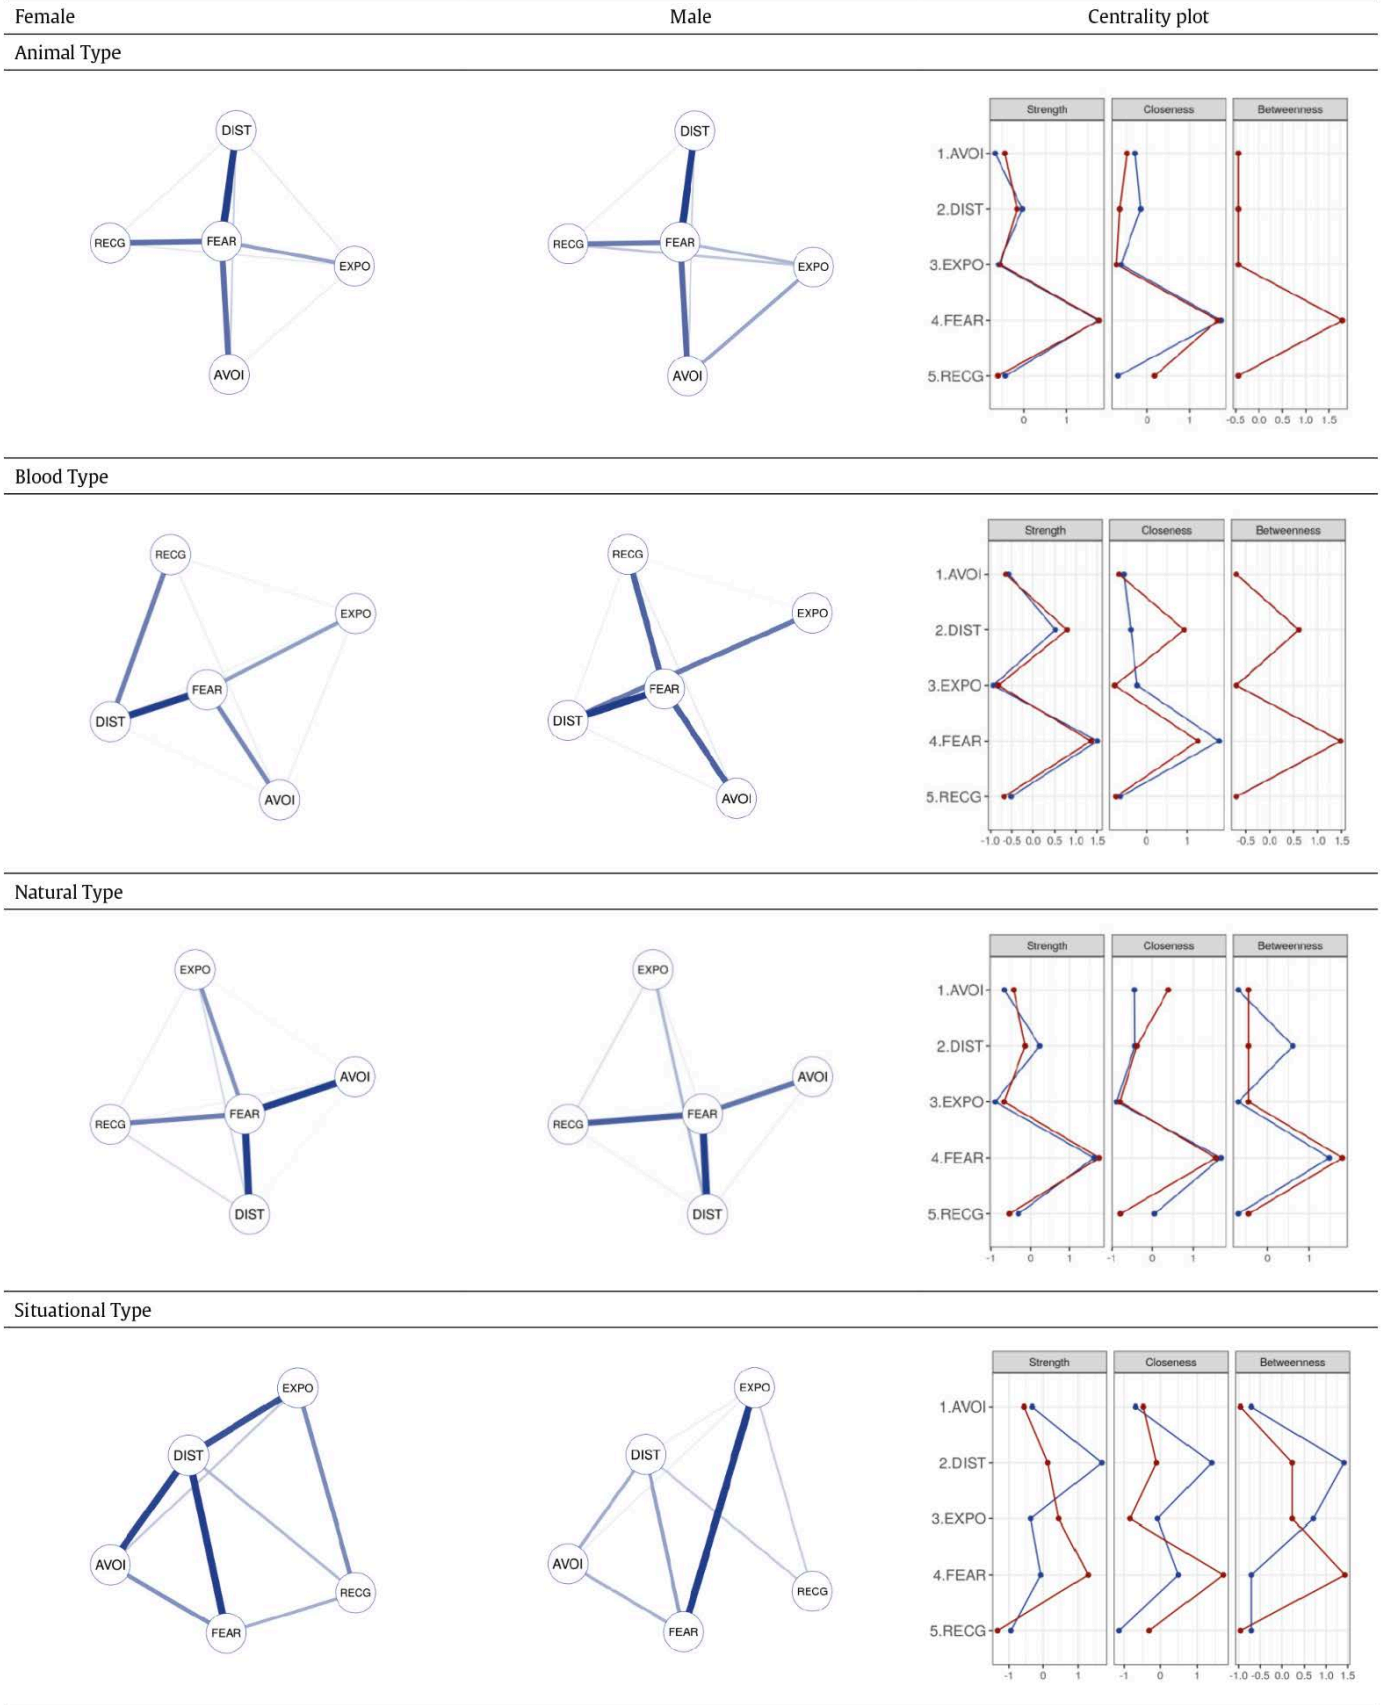 Female Male Centrality plot
Animal Type
DIST
RECG
FEAR
EXPO
AVOI
DIST
RECG
FEAR
EXPO
AVOI
Strength Closeness Betweenness
1.AVOI
2.DIST
3.EXPO
4.FEAR
5.RECG
0 1 0 1 -0.5 0.0 0.5 1.0 1.5
Blood Type
RECG
EXPO
FEAR
DIST
AVOI
RECG
EXPO
FEAR
DIST
AVOI
Strength Closeness Betweenness
1.AVOI
2.DIST
3.EXPO
4.FEAR
5.RECG
-1.0 -0.5 0.0 0.5 1.0 1.5 0 1 -0.5 0.0 0.5 1.0 1.5
Natural Type
EXPO
AVOI
FEAR
RECG
DIST
EXPO
AVOI
FEAR
RECG
DIST
Strength Closeness Betweenness
1.AVOI
2.DIST
3.EXPO
4.FEAR
5.RECG
-1 0 1 -1 0 1 0 1
Situational Type
EXPO
DIST
AVOI
RECG
FEAR
EXPO
DIST
AVOI
RECG
FEAR
Strength Closeness Betweenness
1.AVOI
2.DIST
3.EXPO
4.FEAR
5.RECG
-1 0 1 -1 0 1 -1.0 -0.5 0.0 0.5 1.0 1.5